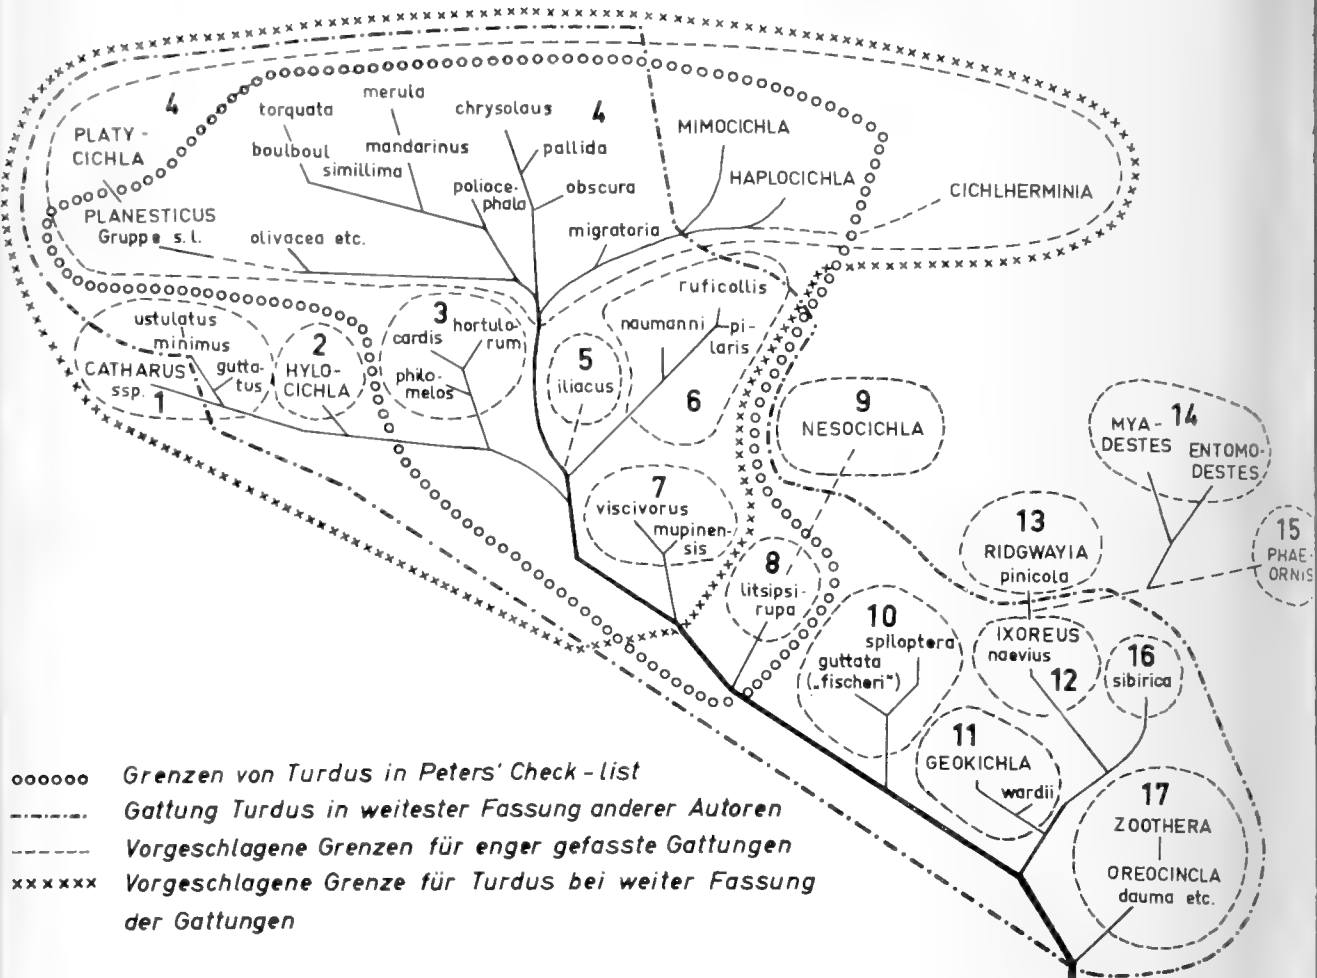 4
PLATY-
CICHLA
torquata
merula
chrysolaus
4
MIMOCICHLA
boulboul
mandarinus
simillima
pallida
polioce-
phala
obscura
HAPLOCICHLA
CICHLHERMINIA
PLANESTICUS
Gruppe s.l.
olivacea etc.
migratoria
ruficollis
naumanni
pi-
laris
6
ustulatus
minimus
CATHARUS
ssp.
gutta-
tus
1
2
HYLO-
CICHLA
3
hortulo-
rum
cardis
philo-
melos
5
iliacus
9
NESOCICHLA
7
viscivorus
mupinen-
sis
8
litsipsi-
rupa
14
MYA-
DESTES
ENTOMO-
DESTES
15
PHAE-
ORNIS
13
RIDGWAYIA
pinicola
10
spiloptera
guttata
(„fischeri")
IXOREUS
naevius
12
16
sibirica
11
GEOKICHLA
wardii
17
ZOOTHERA
OREOCINCLA
dauma etc.
Grenzen von Turdus in Peters' Check-list
Gattung Turdus in weitester Fassung anderer Autoren
Vorgeschlagene Grenzen für enger gefasste Gattungen
Vorgeschlagene Grenze für Turdus bei weiter Fassung
der Gattungen